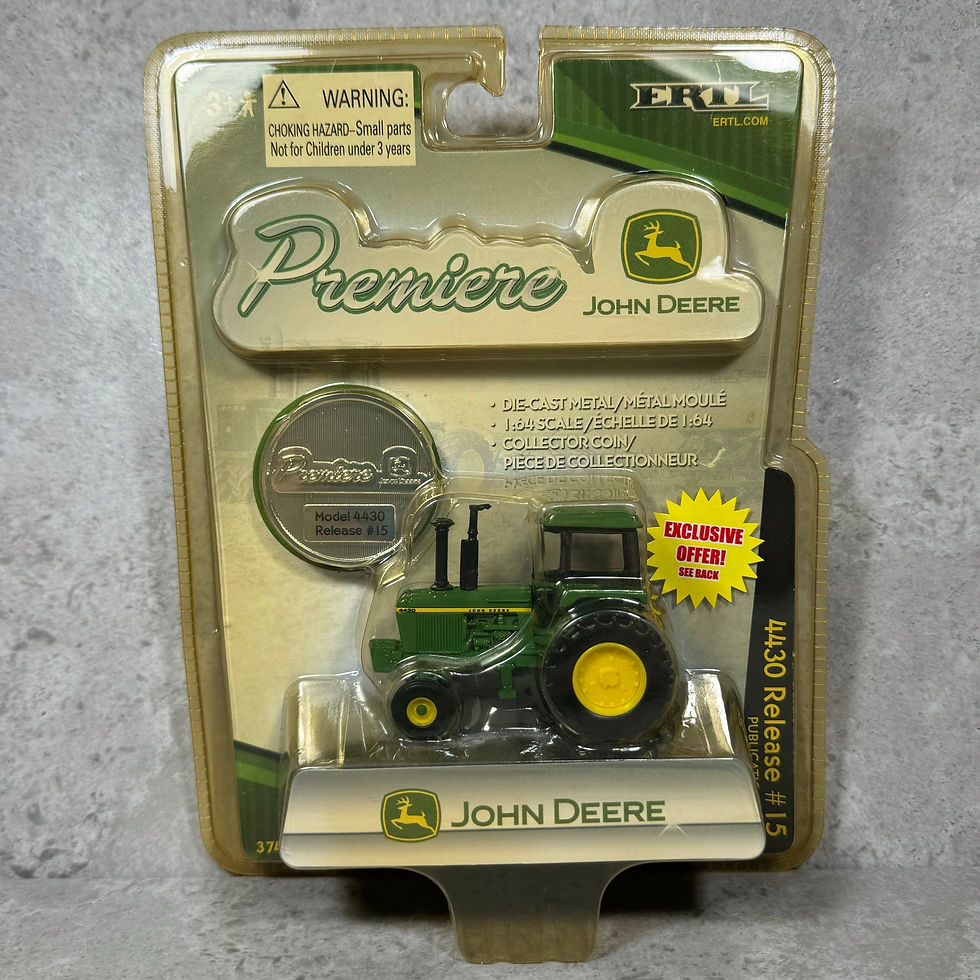 WARNING:
CHOKING HAZARD--Small parts
Not for Children under 3 years
ERTL
ERTL.COM
Premiere
JOHN DEERE
• DIE-CAST METAL/MÉTAL MOULÉ
• 1:64 SCALE/ÉCHELLE DE 1:64
• COLLECTOR COIN/
PIÈCE DE COLLECTIONNEUR
Premiere
JOHN DEERE
Model 4430
Release #15
EXCLUSIVE
OFFER!
SEE BACK
4430
JOHN DEERE
4430 Release #15
JOHN DEERE